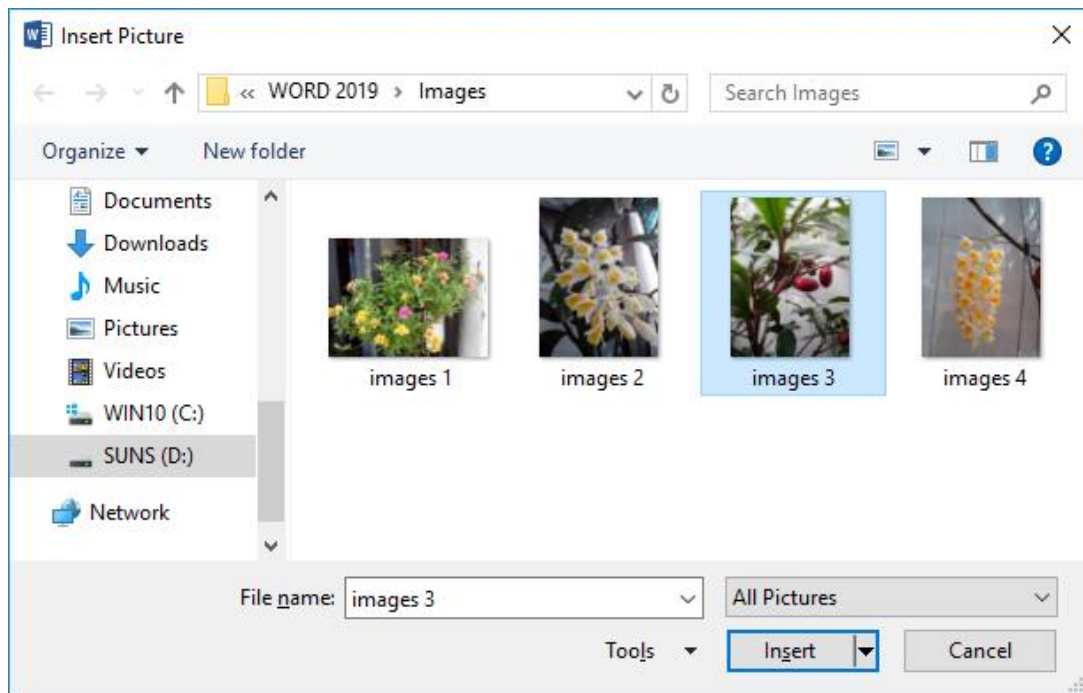 Insert Picture
« WORD 2019 › Images
Search Images
Organize
New folder
Documents
Downloads
Music
Pictures
Videos
WIN10 (C:)
SUNS (D:)
Network
images 1
images 2
images 3
images 4
File name: images 3
All Pictures
Tools
Insert
Cancel